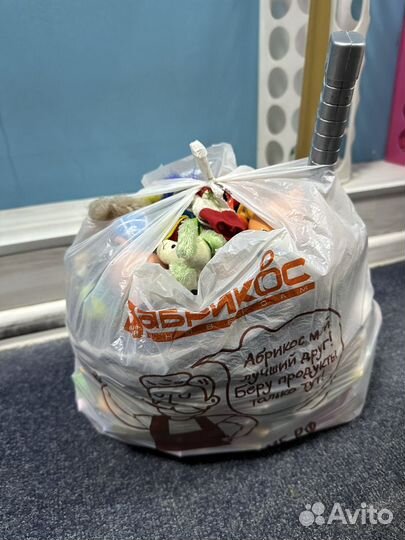 абрикос
Абрикос мой
лучший друг!
Беру продукты
только тут!
Avito